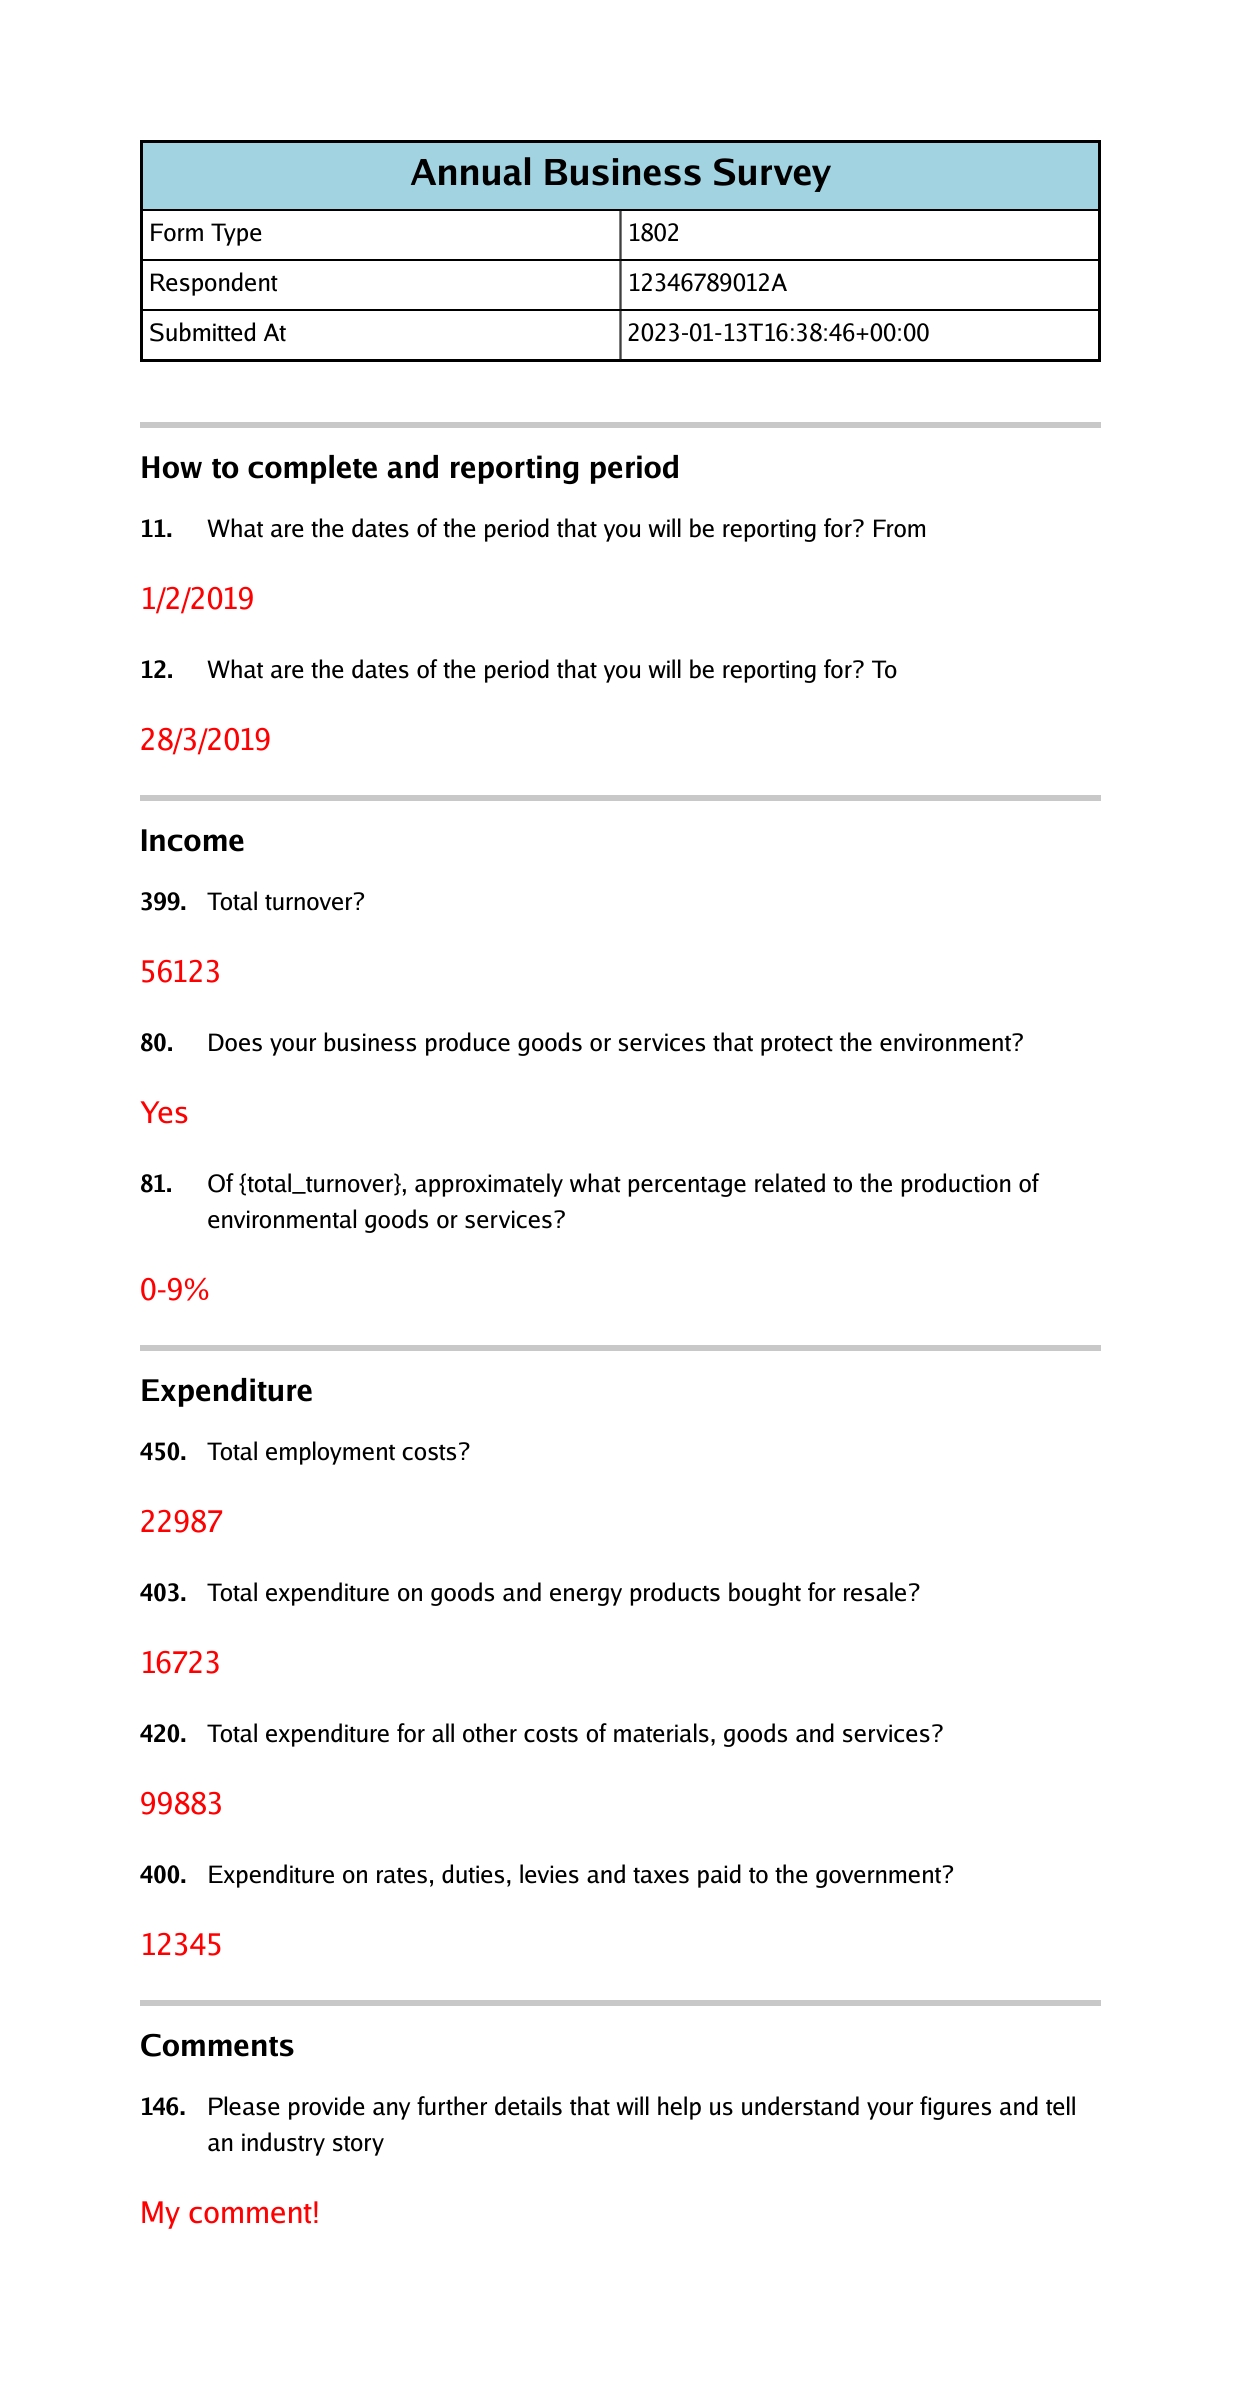 Annual Business Survey
Form Type 1802
Respondent 12346789012A
Submitted At 2023-01-13T16:38:46+00:00
How to complete and reporting period
11. What are the dates of the period that you will be reporting for? From
1/2/2019
12. What are the dates of the period that you will be reporting for? To
28/3/2019
Income
399. Total turnover?
56123
80. Does your business produce goods or services that protect the environment?
Yes
81. Of {total_turnover}, approximately what percentage related to the production of
environmental goods or services?
0-9%
Expenditure
450. Total employment costs?
22987
403. Total expenditure on goods and energy products bought for resale?
16723
420. Total expenditure for all other costs of materials, goods and services?
99883
400. Expenditure on rates, duties, levies and taxes paid to the government?
12345
Comments
146. Please provide any further details that will help us understand your figures and tell
an industry story
My comment!